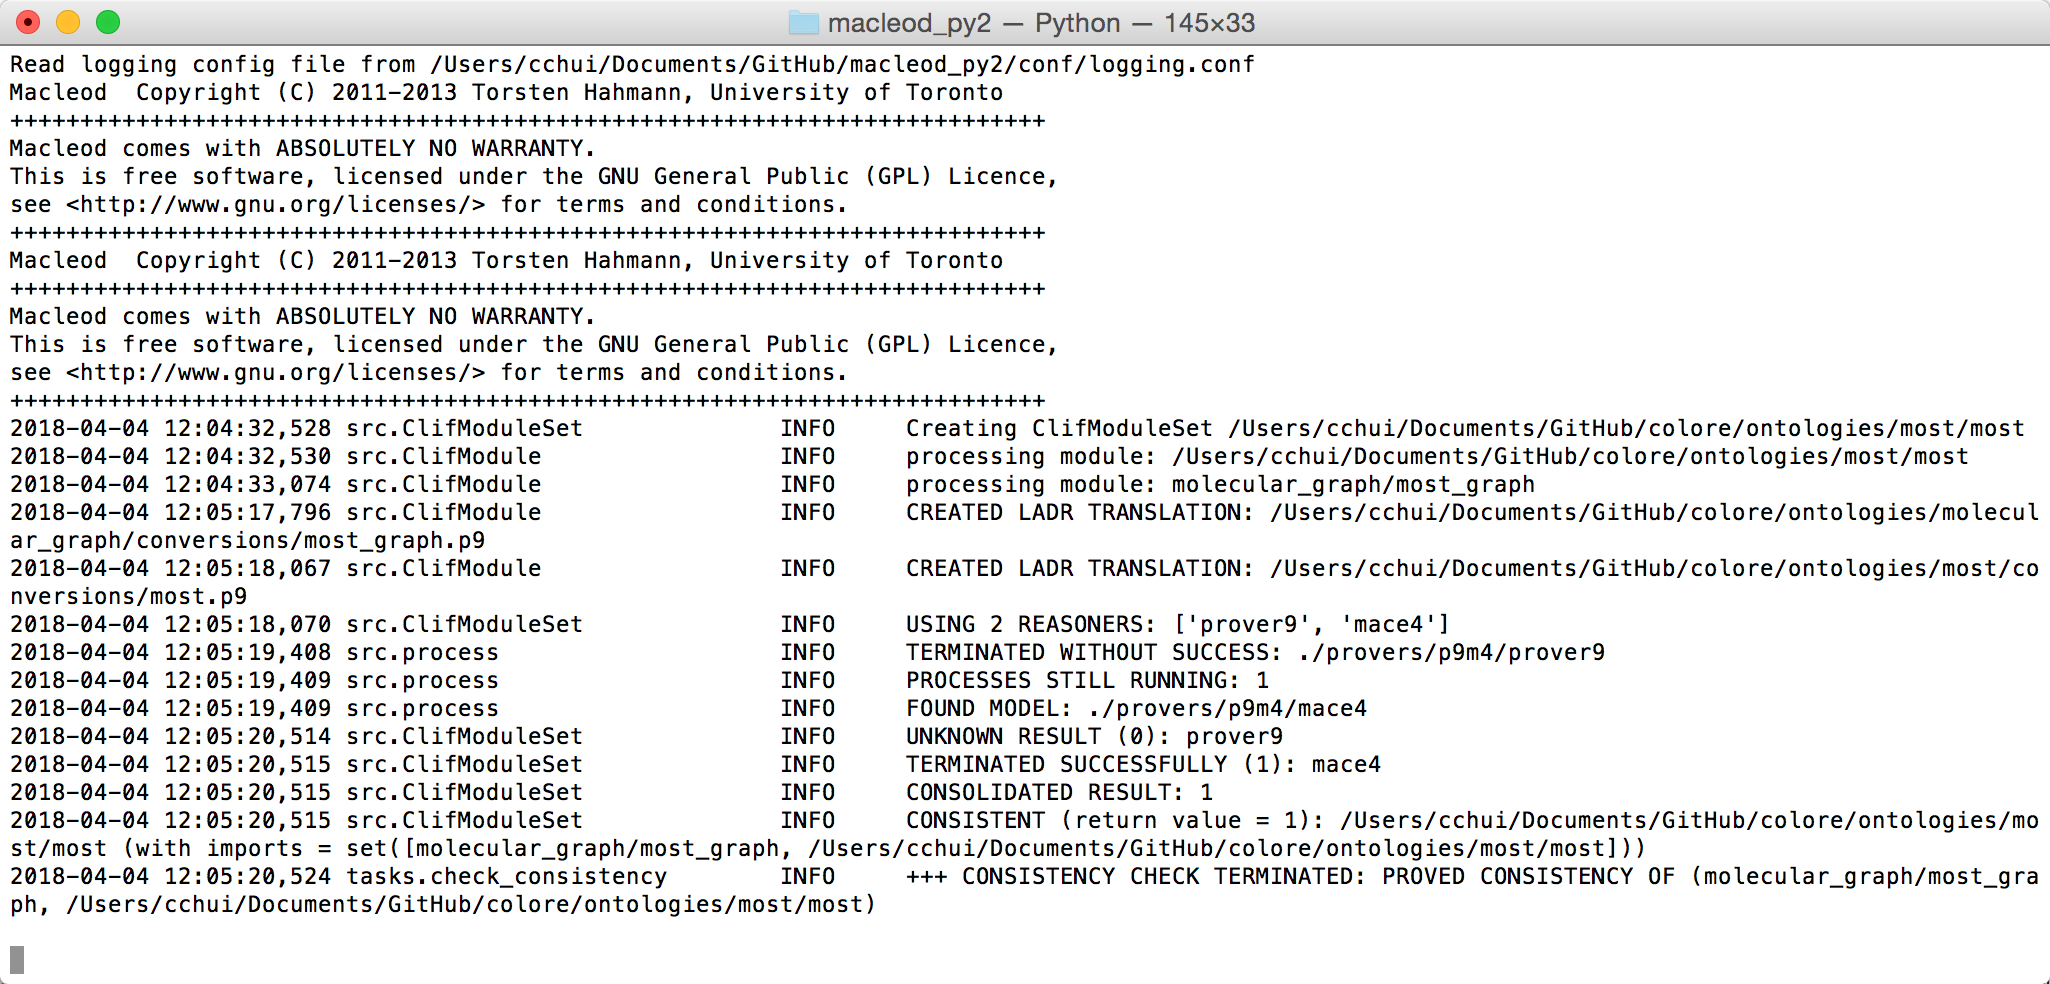 macleod_py2 — Python — 145×33
Read logging config file from /Users/cchui/Documents/GitHub/macleod_py2/conf/logging.conf
Macleod  Copyright (C) 2011-2013 Torsten Hahmann, University of Toronto
++++++++++++++++++++++++++++++++++++++++++++++++++++++++++++++++++++++++++
Macleod comes with ABSOLUTELY NO WARRANTY.
This is free software, licensed under the GNU General Public (GPL) Licence,
see <http://www.gnu.org/licenses/> for terms and conditions.
++++++++++++++++++++++++++++++++++++++++++++++++++++++++++++++++++++++++++
Macleod  Copyright (C) 2011-2013 Torsten Hahmann, University of Toronto
++++++++++++++++++++++++++++++++++++++++++++++++++++++++++++++++++++++++++
Macleod comes with ABSOLUTELY NO WARRANTY.
This is free software, licensed under the GNU General Public (GPL) Licence,
see <http://www.gnu.org/licenses/> for terms and conditions.
++++++++++++++++++++++++++++++++++++++++++++++++++++++++++++++++++++++++++
2018-04-04 12:04:32,528 src.ClifModuleSet              INFO     Creating ClifModuleSet /Users/cchui/Documents/GitHub/colore/ontologies/most/most
2018-04-04 12:04:32,530 src.ClifModule                 INFO     processing module: /Users/cchui/Documents/GitHub/colore/ontologies/most/most
2018-04-04 12:04:33,074 src.ClifModule                 INFO     processing module: molecular_graph/most_graph
2018-04-04 12:05:17,796 src.ClifModule                 INFO     CREATED LADR TRANSLATION: /Users/cchui/Documents/GitHub/colore/ontologies/molecul
ar_graph/conversions/most_graph.p9
2018-04-04 12:05:18,067 src.ClifModule                 INFO     CREATED LADR TRANSLATION: /Users/cchui/Documents/GitHub/colore/ontologies/most/co
nversions/most.p9
2018-04-04 12:05:18,070 src.ClifModuleSet              INFO     USING 2 REASONERS: ['prover9', 'mace4']
2018-04-04 12:05:19,408 src.process                    INFO     TERMINATED WITHOUT SUCCESS: ./provers/p9m4/prover9
2018-04-04 12:05:19,409 src.process                    INFO     PROCESSES STILL RUNNING: 1
2018-04-04 12:05:19,409 src.process                    INFO     FOUND MODEL: ./provers/p9m4/mace4
2018-04-04 12:05:20,514 src.ClifModuleSet              INFO     UNKNOWN RESULT (0): prover9
2018-04-04 12:05:20,515 src.ClifModuleSet              INFO     TERMINATED SUCCESSFULLY (1): mace4
2018-04-04 12:05:20,515 src.ClifModuleSet              INFO     CONSOLIDATED RESULT: 1
2018-04-04 12:05:20,515 src.ClifModuleSet              INFO     CONSISTENT (return value = 1): /Users/cchui/Documents/GitHub/colore/ontologies/mo
st/most (with imports = set([molecular_graph/most_graph, /Users/cchui/Documents/GitHub/colore/ontologies/most/most]))
2018-04-04 12:05:20,524 tasks.check_consistency        INFO     +++ CONSISTENCY CHECK TERMINATED: PROVED CONSISTENCY OF (molecular_graph/most_gra
ph, /Users/cchui/Documents/GitHub/colore/ontologies/most/most)